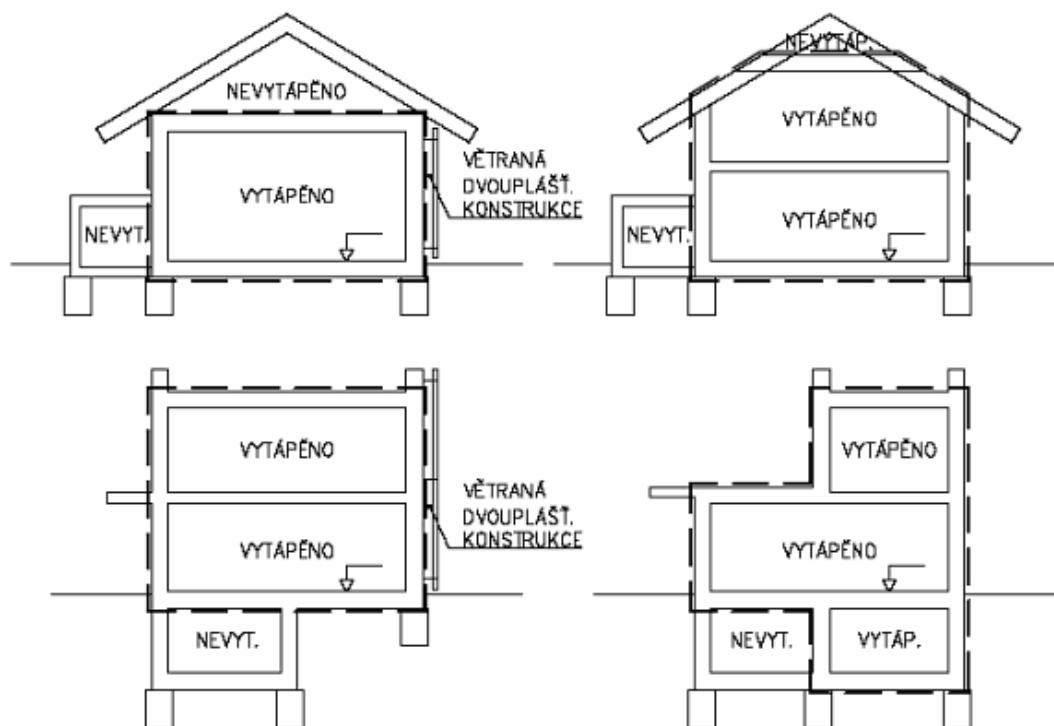 NEVYTÁPĚNO
VYTÁPĚNO
NEVYT.
VĚTRANÁ
DVOUPLÁŠŤ.
KONSTRUKCE
NEVYTÁP.
VYTÁPĚNO
VYTÁPĚNO
NEVYT.
VYTÁPĚNO
VYTÁPĚNO
NEVYT.
VĚTRANÁ
DVOUPLÁŠŤ.
KONSTRUKCE
VYTÁPĚNO
VYTÁPĚNO
NEVYT.
VYTÁP.